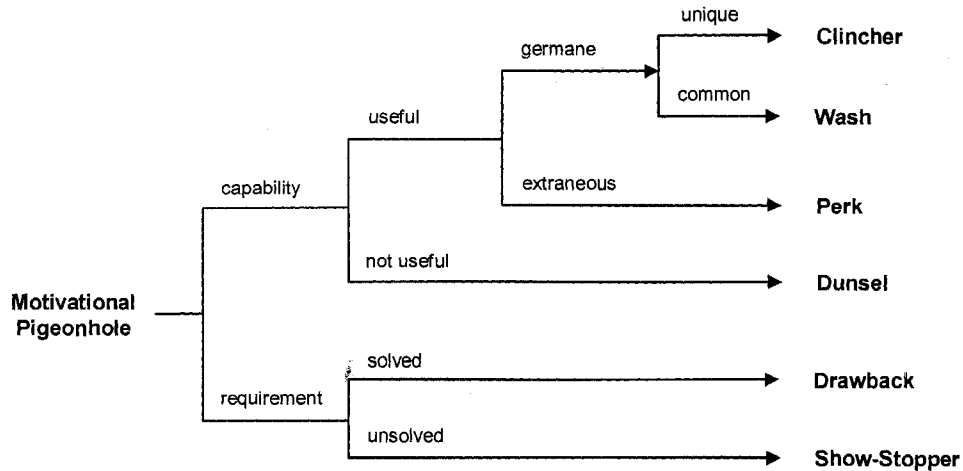 unique
Clincher
germane
common
Wash
useful
extraneous
Perk
capability
not useful
Dunsel
Motivational
Pigeonhole
solved
Drawback
requirement
unsolved
Show-Stopper